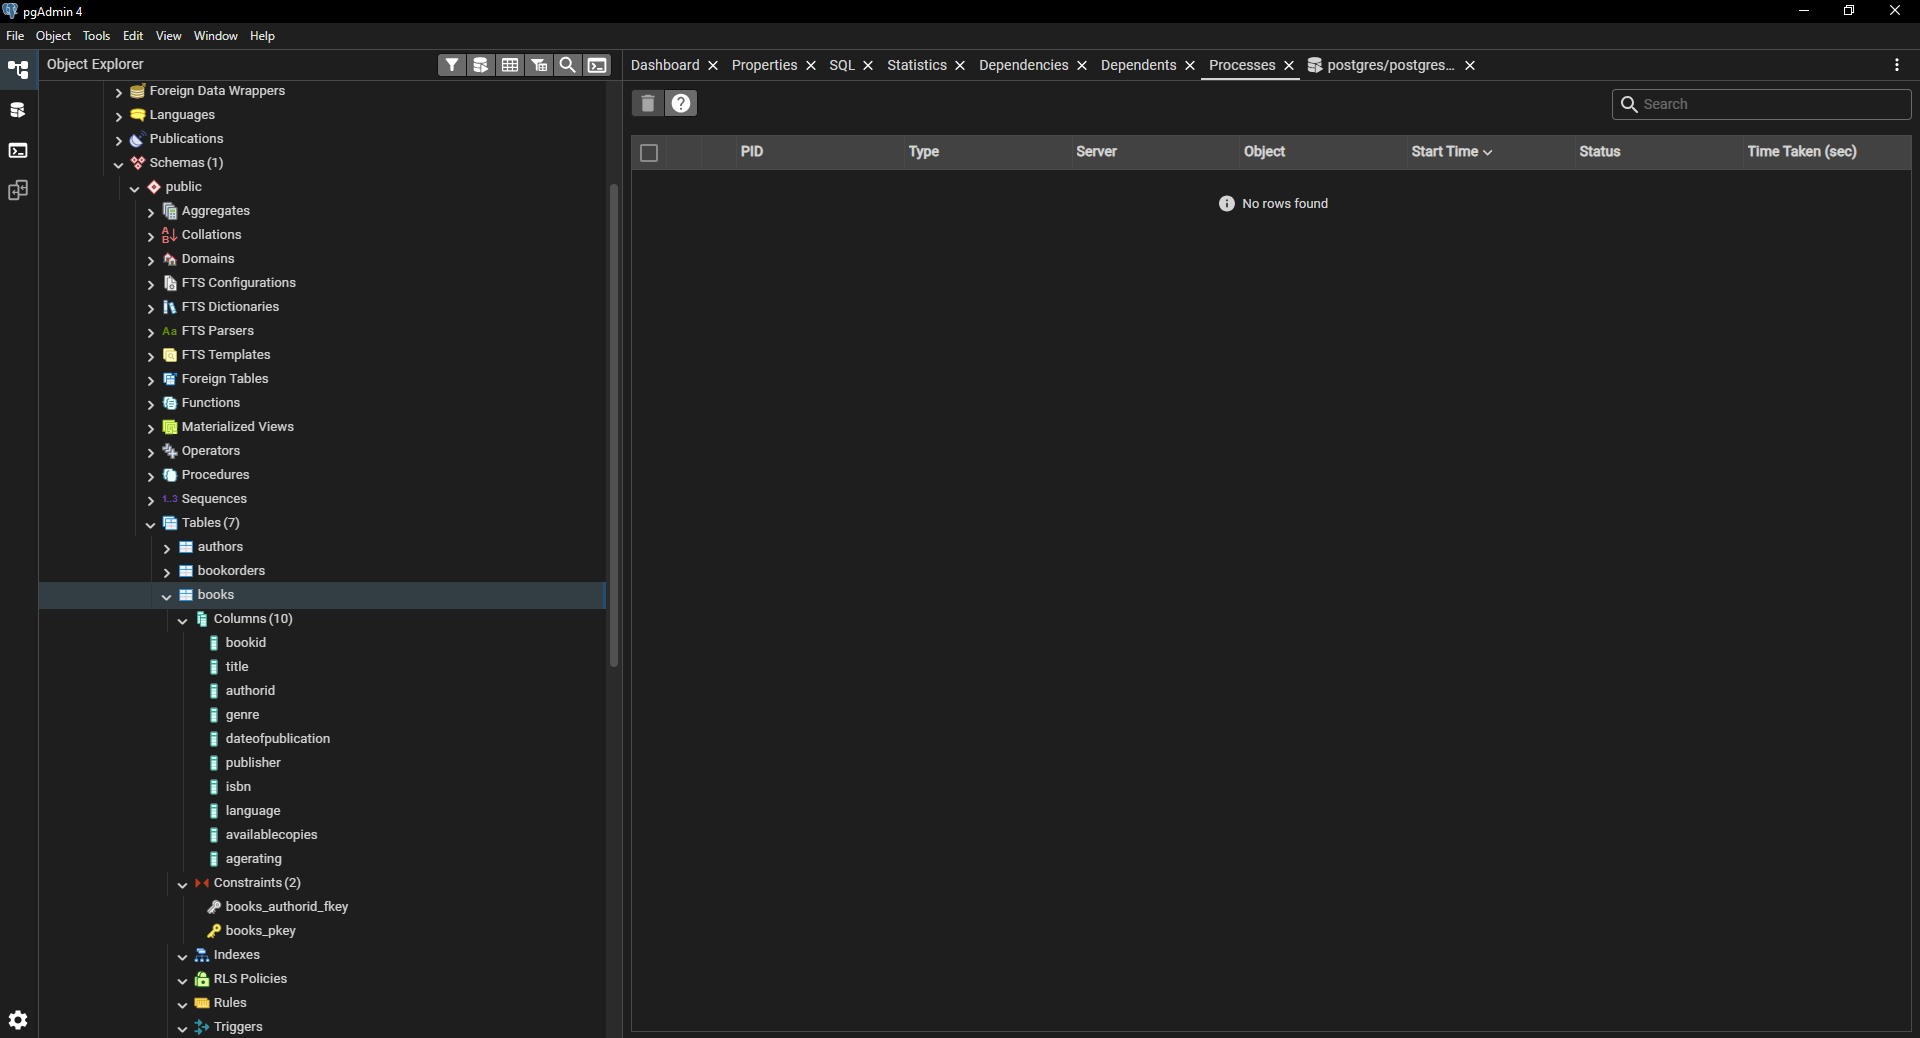 pgAdmin 4
File Object Tools Edit View Window Help
Object Explorer
Foreign Data Wrappers
Languages
Publications
Schemas (1)
public
Aggregates
Collations
Domains
FTS Configurations
FTS Dictionaries
Aa FTS Parsers
FTS Templates
Foreign Tables
Functions
Materialized Views
Operators
Procedures
1..3 Sequences
Tables (7)
authors
bookorders
books
Columns (10)
bookid
title
authorid
genre
dateofpublication
publisher
isbn
language
availablecopies
agerating
Constraints (2)
books_authorid_fkey
books_pkey
Indexes
RLS Policies
Rules
Triggers
Dashboard Properties SQL Statistics Dependencies Dependents Processes postgres/postgres...
Search
PID Type Server Object Start Time Status Time Taken (sec)
No rows found